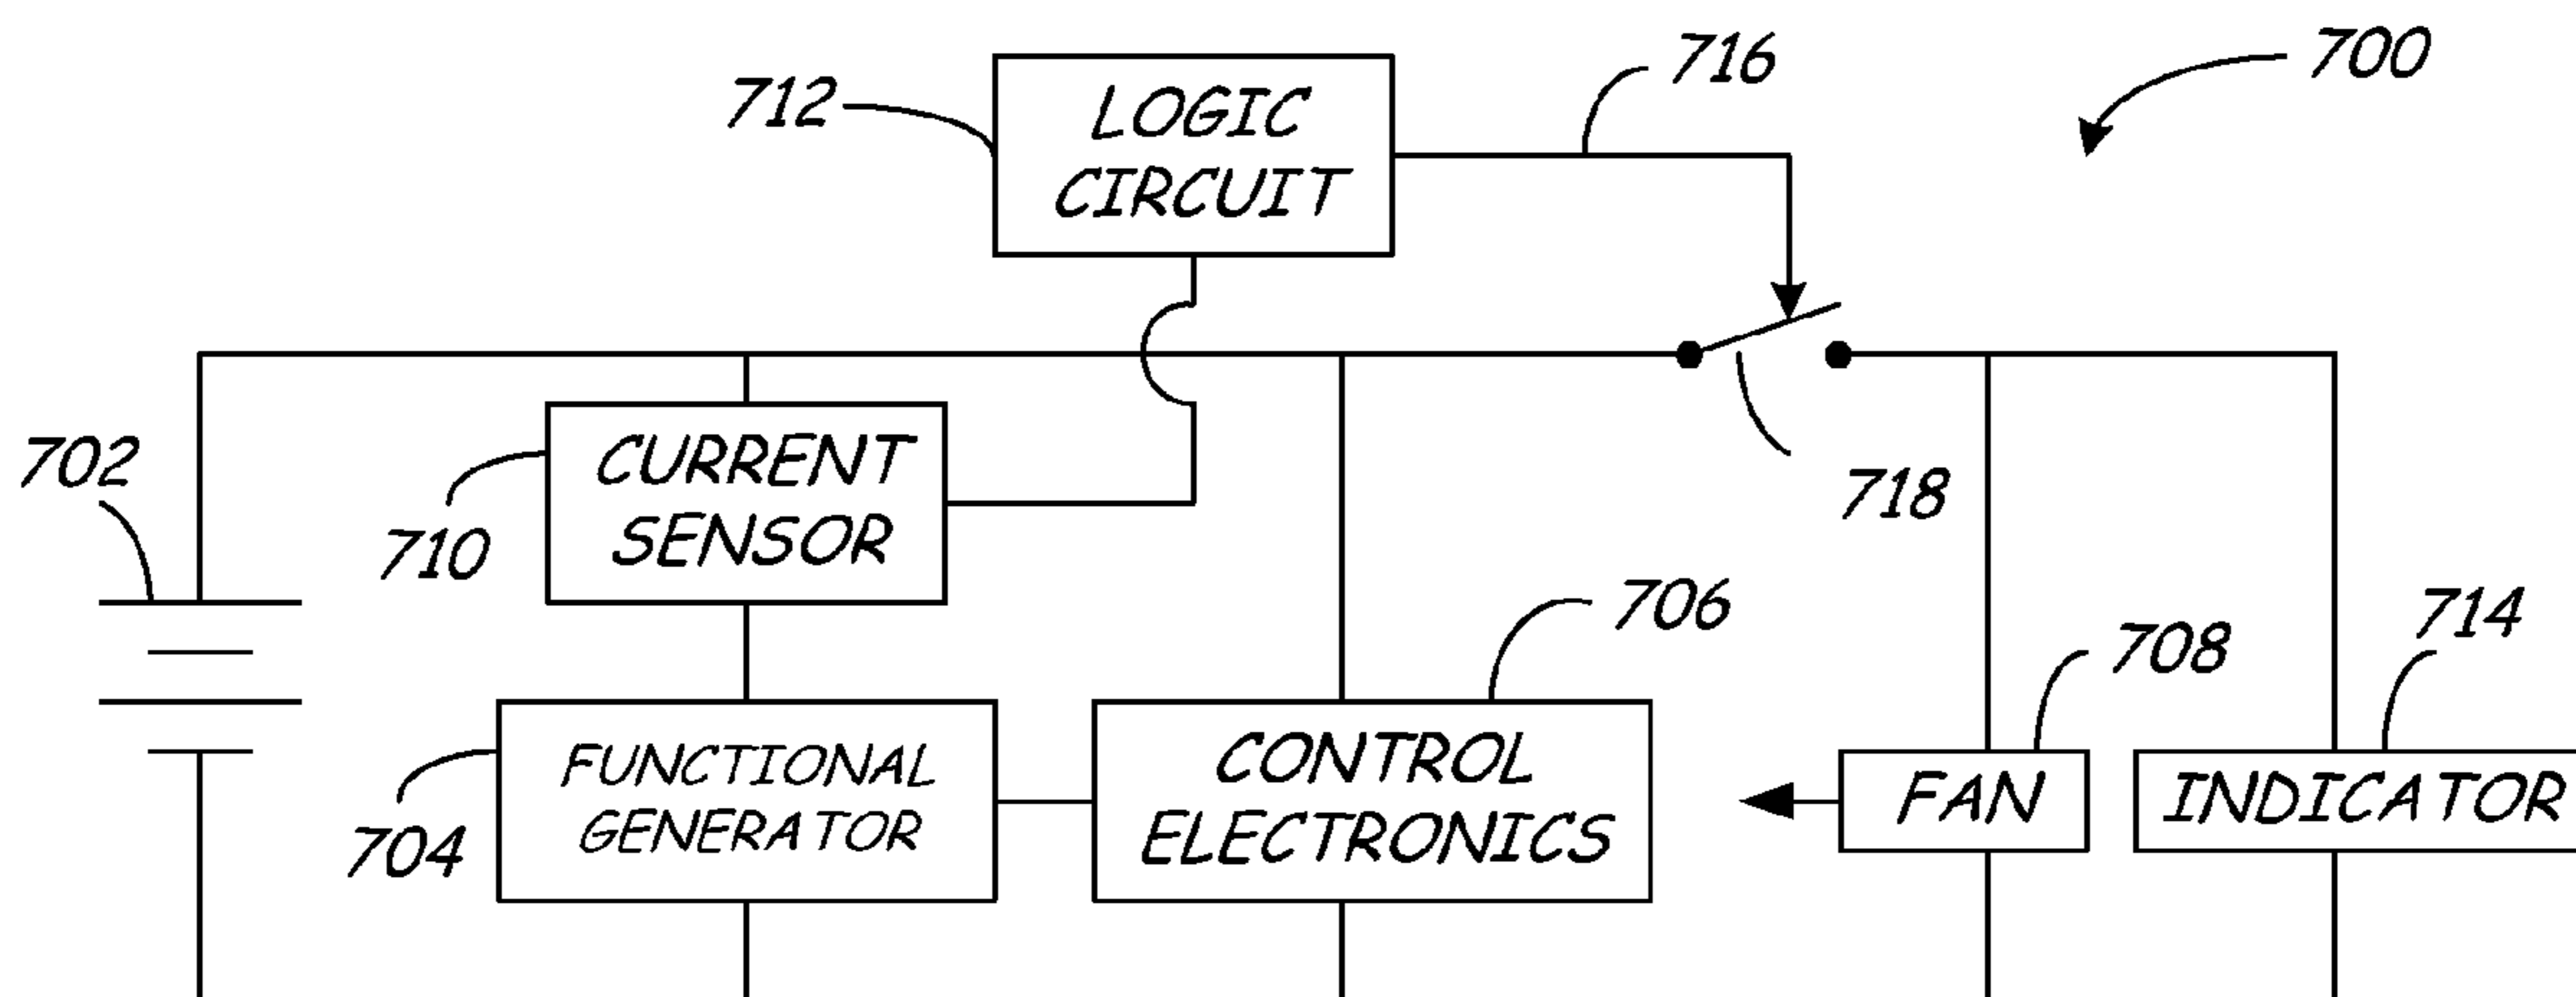 700
716
712
LOGIC
CIRCUIT
702
710
CURRENT
SENSOR
718
706
714
708
704
FUNCTIONAL
GENERATOR
CONTROL
ELECTRONICS
FAN
INDICATOR